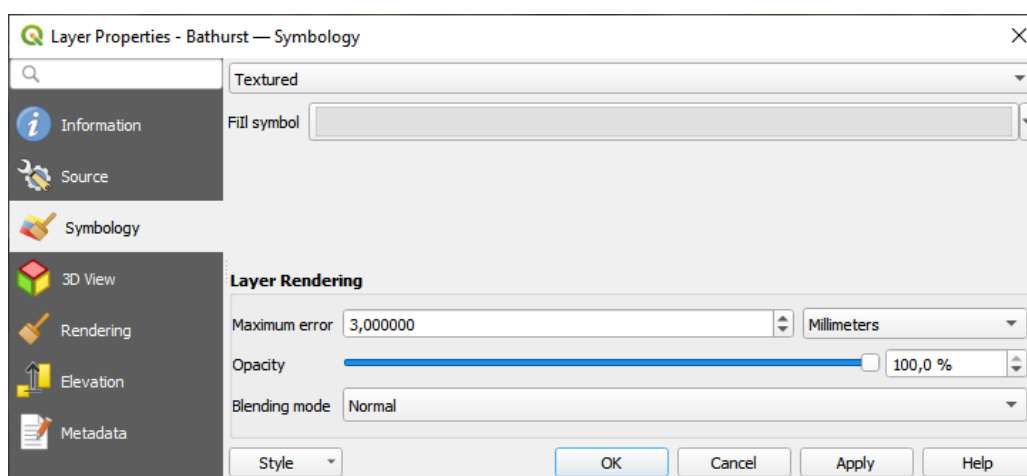 Layer Properties - Bathurst — Symbology
Textured
Information
Fill symbol
Source
Symbology
3D View
Layer Rendering
Rendering
Maximum error 3,000000 Millimeters
Opacity 100,0 %
Elevation
Blending mode Normal
Metadata
Style OK Cancel Apply Help